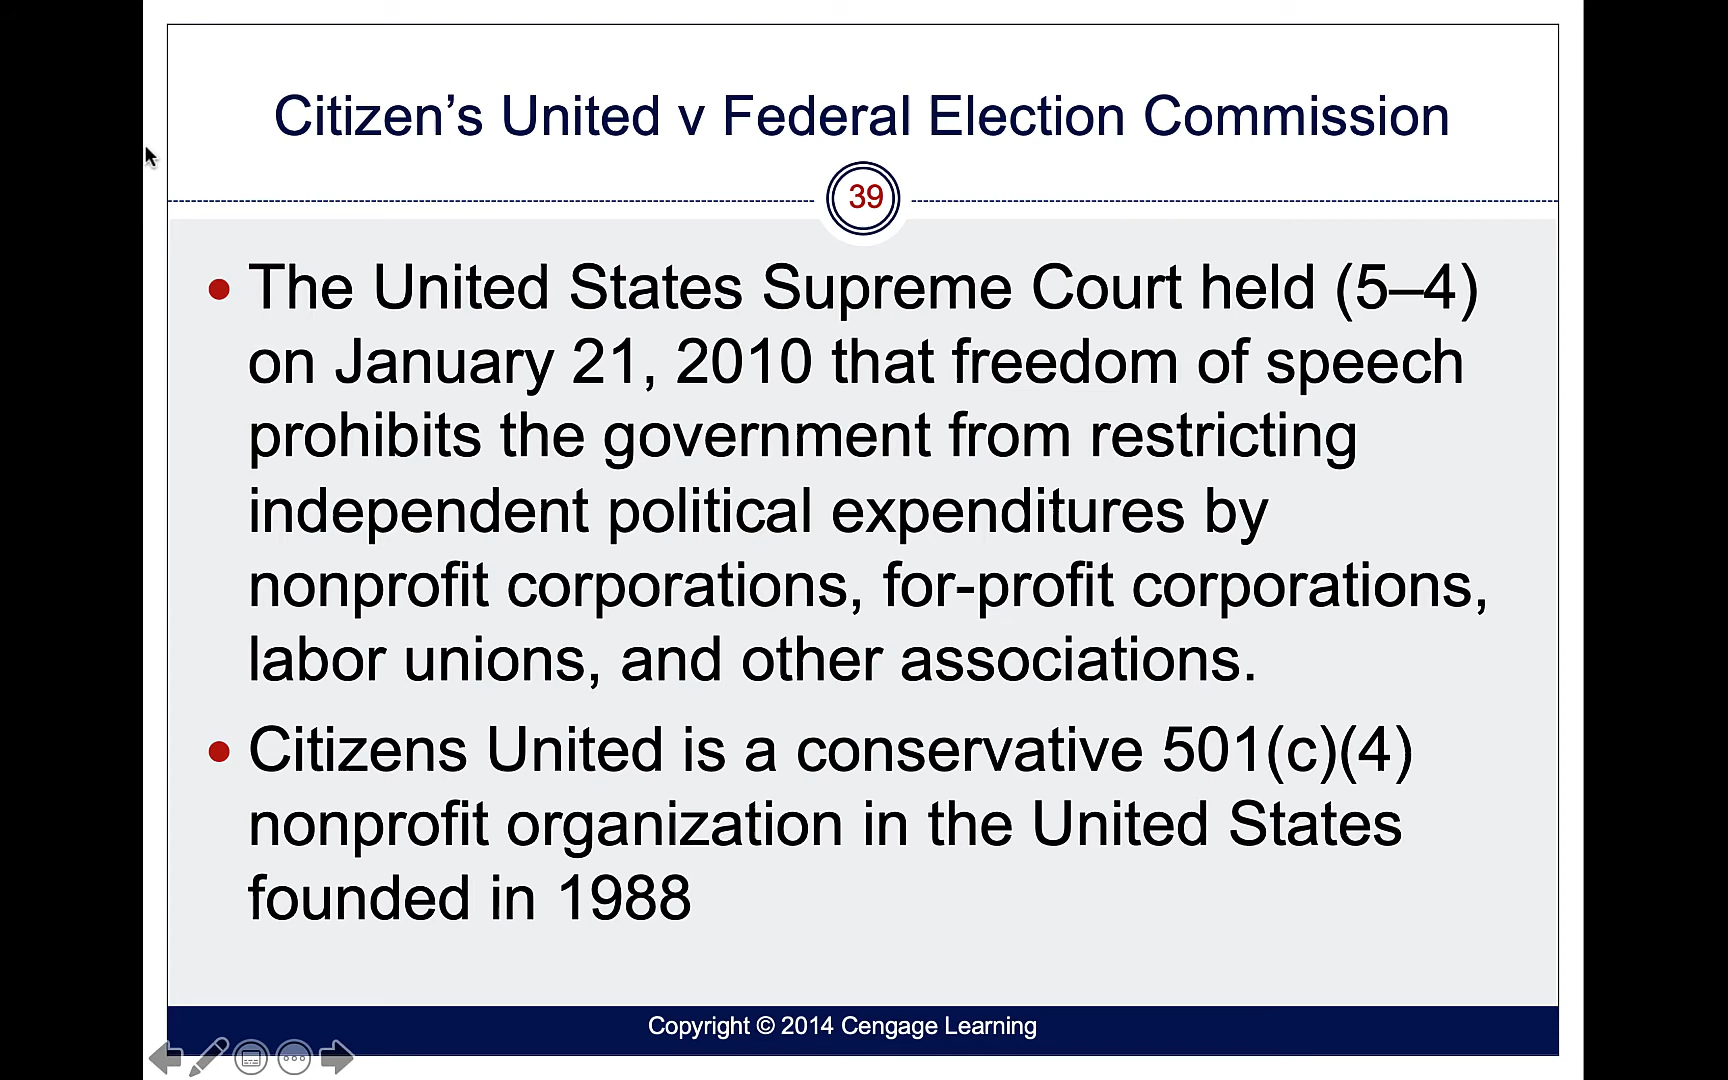 Citizen’s United v Federal Election Commission
39
• The United States Supreme Court held (5–4)
on January 21, 2010 that freedom of speech
prohibits the government from restricting
independent political expenditures by
nonprofit corporations, for-profit corporations,
labor unions, and other associations.
• Citizens United is a conservative 501(c)(4)
nonprofit organization in the United States
founded in 1988
Copyright © 2014 Cengage Learning